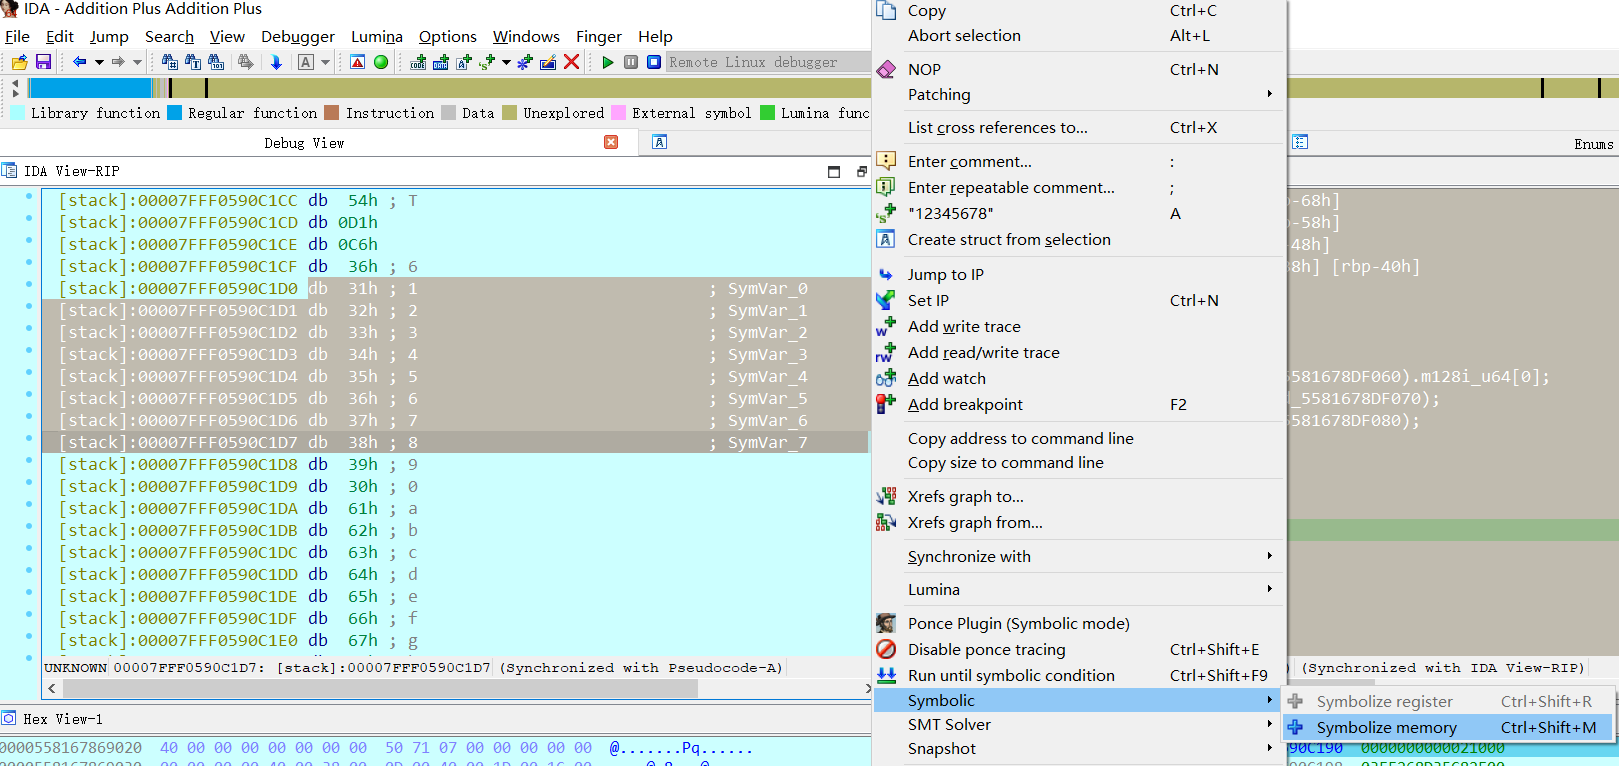 IDA - Addition Plus Addition Plus
File Edit Jump Search View Debugger Lumina Options Windows Finger Help
Remote Linux debugger
Library function Regular function Instruction Data Unexplored External symbol Lumina func
Debug View
Enums
IDA View-RIP
[stack]:00007FFF0590C1CC db 54h ; T
[stack]:00007FFF0590C1CD db 0D1h
[stack]:00007FFF0590C1CE db 0C6h
[stack]:00007FFF0590C1CF db 36h ; 6
[stack]:00007FFF0590C1D0 db 31h ; 1 ; SymVar_0
[stack]:00007FFF0590C1D1 db 32h ; 2 ; SymVar_1
[stack]:00007FFF0590C1D2 db 33h ; 3 ; SymVar_2
[stack]:00007FFF0590C1D3 db 34h ; 4 ; SymVar_3
[stack]:00007FFF0590C1D4 db 35h ; 5 ; SymVar_4
[stack]:00007FFF0590C1D5 db 36h ; 6 ; SymVar_5
[stack]:00007FFF0590C1D6 db 37h ; 7 ; SymVar_6
[stack]:00007FFF0590C1D7 db 38h ; 8 ; SymVar_7
[stack]:00007FFF0590C1D8 db 39h ; 9
[stack]:00007FFF0590C1D9 db 30h ; 0
[stack]:00007FFF0590C1DA db 61h ; a
[stack]:00007FFF0590C1DB db 62h ; b
[stack]:00007FFF0590C1DC db 63h ; c
[stack]:00007FFF0590C1DD db 64h ; d
[stack]:00007FFF0590C1DE db 65h ; e
[stack]:00007FFF0590C1DF db 66h ; f
[stack]:00007FFF0590C1E0 db 67h ; g
UNKNOWN 00007FFF0590C1D7: [stack]:00007FFF0590C1D7 (Synchronized with Pseudocode-A)
Hex View-1
0000558167869020 40 00 00 00 00 00 00 00 50 71 07 00 00 00 00 00 @.......Pq......
Copy Ctrl+C
Abort selection Alt+L
NOP Ctrl+N
Patching
List cross references to... Ctrl+X
Enter comment... :
Enter repeatable comment... ;
"12345678" A
Create struct from selection
Jump to IP
Set IP Ctrl+N
Add write trace
Add read/write trace
Add watch
Add breakpoint F2
Copy address to command line
Copy size to command line
Xrefs graph to...
Xrefs graph from...
Synchronize with
Lumina
Ponce Plugin (Symbolic mode)
Disable ponce tracing Ctrl+Shift+E
Run until symbolic condition Ctrl+Shift+F9
Symbolic
SMT Solver
Snapshot
Symbolize register Ctrl+Shift+R
Symbolize memory Ctrl+Shift+M
-68h]
-58h]
48h]
8h] [rbp-40h]
5581678DF060).m128i_u64[0];
_5581678DF070);
5581678DF080);
(Synchronized with IDA View-RIP)
90C190 0000000000021000